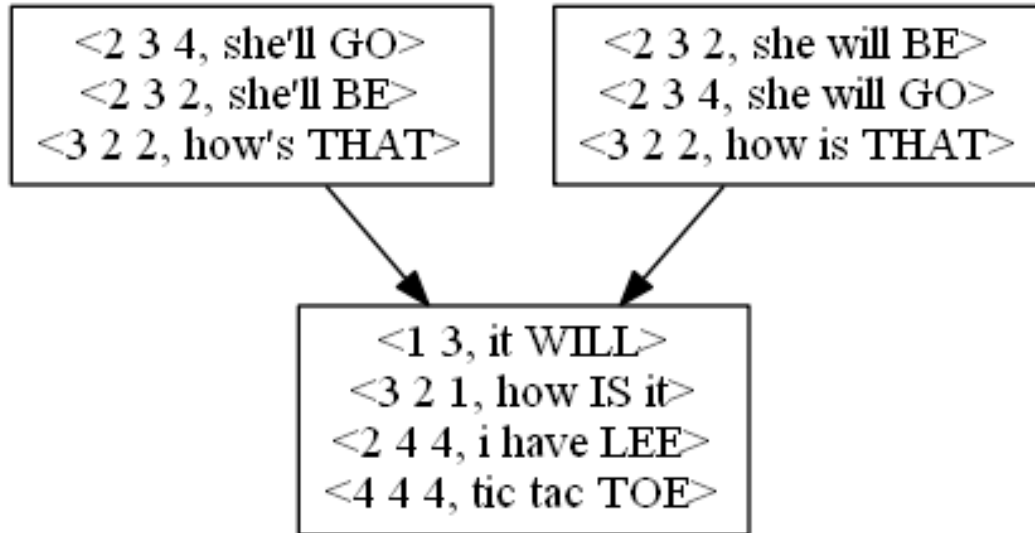 <2 3 4, she'll GO>
<2 3 2, she'll BE>
<3 2 2, how's THAT>
<2 3 2, she will BE>
<2 3 4, she will GO>
<3 2 2, how is THAT>
<1 3, it WILL>
<3 2 1, how IS it>
<2 4 4, i have LEE>
<4 4 4, tic tac TOE>